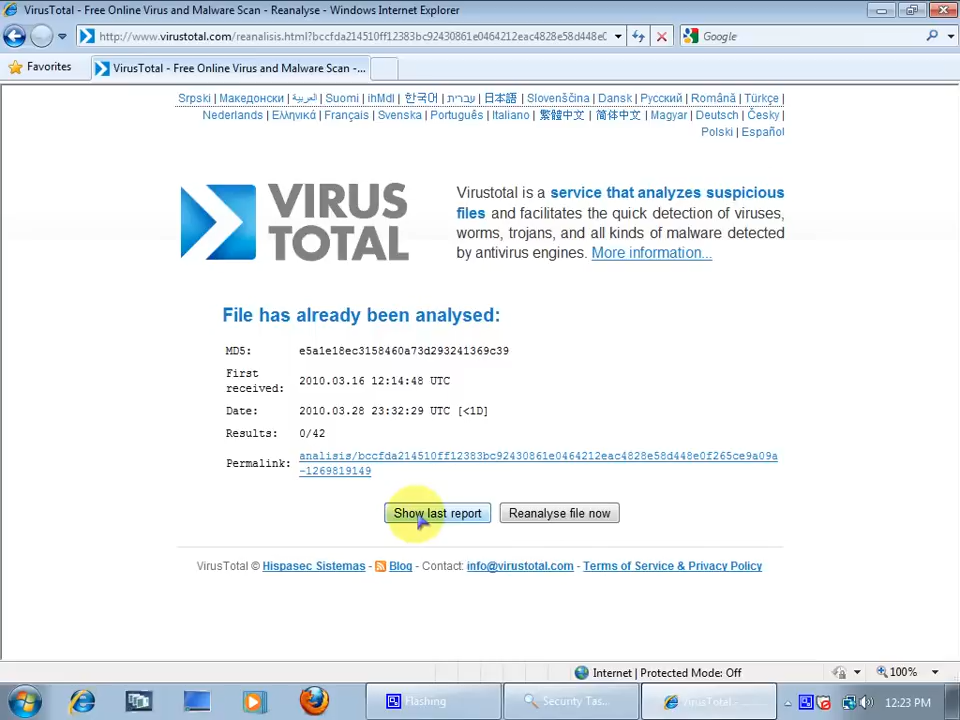 VirusTotal - Free Online Virus and Malware Scan - Reanalyse - Windows Internet Explorer
http://www.virustotal.com/reanalisis.html?bccfda214510ff12383bc92430861e0464212eac4828e58d448e0
Google
Favorites
VirusTotal - Free Online Virus and Malware Scan -...
Srpski | Македонски | العربية | Suomi | ihMdI | 한국어 | עברית | 日本語 | Slovenščina | Dansk | Русский | Română | Türkçe |
Nederlands | Ελληνικά | Français | Svenska | Português | Italiano | 繁體中文 | 简体中文 | Magyar | Deutsch | Česky |
Polski | Español
VIRUS
TOTAL
Virustotal is a service that analyzes suspicious
files and facilitates the quick detection of viruses,
worms, trojans, and all kinds of malware detected
by antivirus engines. More information...
File has already been analysed:
MD5: e5a1e18ec3158460a73d293241369c39
First
received: 2010.03.16 12:14:48 UTC
Date: 2010.03.28 23:32:29 UTC [<1D]
Results: 0/42
Permalink: analisis/bccfda214510ff12383bc92430861e0464212eac4828e58d448e0f265ce9a09a
-1269819149
Show last report Reanalyse file now
VirusTotal © Hispasec Sistemas - Blog - Contact: info@virustotal.com - Terms of Service & Privacy Policy
Internet | Protected Mode: Off
100%
Flashing
Security Tas...
VirusTotal -...
12:23 PM